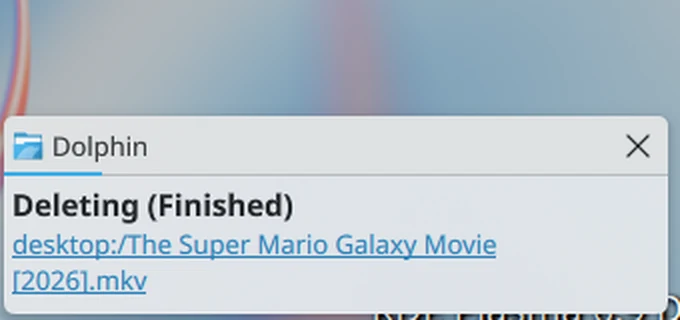 Dolphin
Deleting (Finished)
desktop:/The Super Mario Galaxy Movie
[2026].mkv